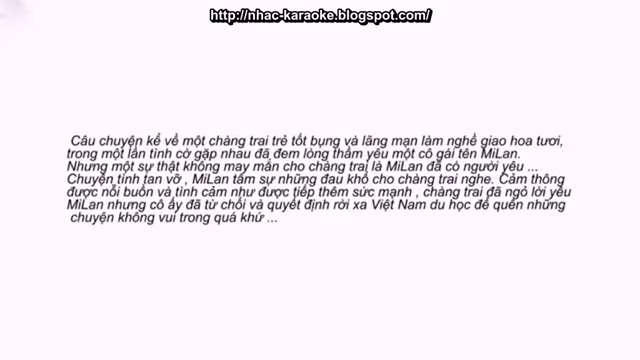 http://nhac-karaoke.blogspot.com/
Câu chuyện kể về một chàng trai trẻ tốt bụng và lãng mạn làm nghề giao hoa tươi,
trong một lần tình cờ gặp nhau đã đem lòng thầm yêu một cô gái tên MiLan.
Nhưng một sự thật không may mắn cho chàng trai là MiLan đã có người yêu ...
Chuyện tình tan vỡ , MiLan tâm sự những đau khổ cho chàng trai nghe. Cảm thông
được nỗi buồn và tình cảm như được tiếp thêm sức mạnh , chàng trai đã ngỏ lời yêu
MiLan nhưng cô ấy đã từ chối và quyết định rời xa Việt Nam du học để quên những
chuyện không vui trong quá khứ ...